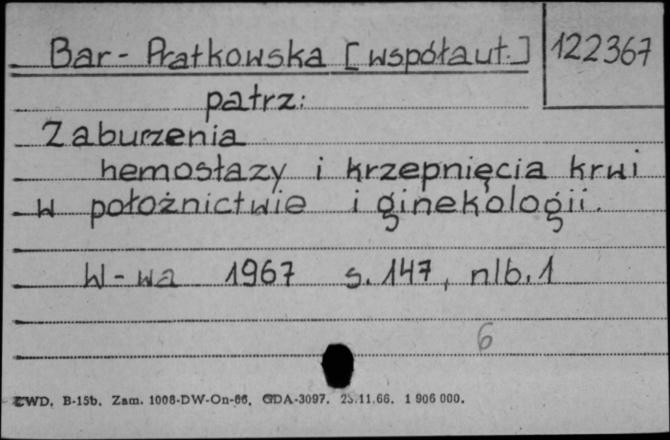 Bar-Pratkowska [współaut.] 122367
patrz:
Zaburzenia
hemostazy i krzepnięcia krwi
w położnictwie i ginekologii.
W-wa 1967 s. 147, nlb. 1
6
CWD. B-15b. Zam. 1008-DW-On-66. GDA-3097. 25.11.66. 1 906 000.